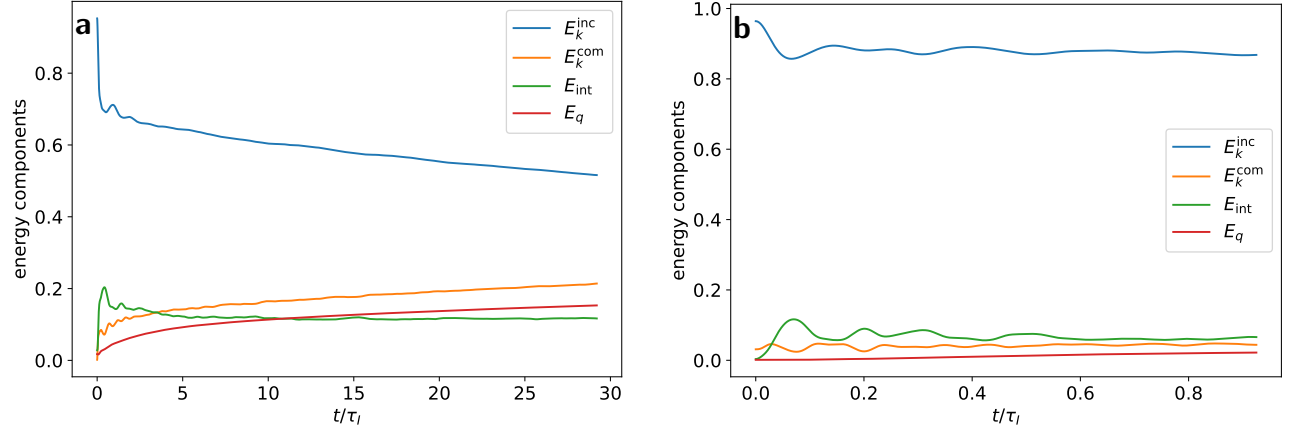 a
energy components
0.8
0.6
0.4
0.2
0.0
0 5 10 15 20 25 30
t/τ_l
E_k^inc
E_k^com
E_int
E_q
b
energy components
1.0
0.8
0.6
0.4
0.2
0.0
0.0 0.2 0.4 0.6 0.8
t/τ_l
E_k^inc
E_k^com
E_int
E_q